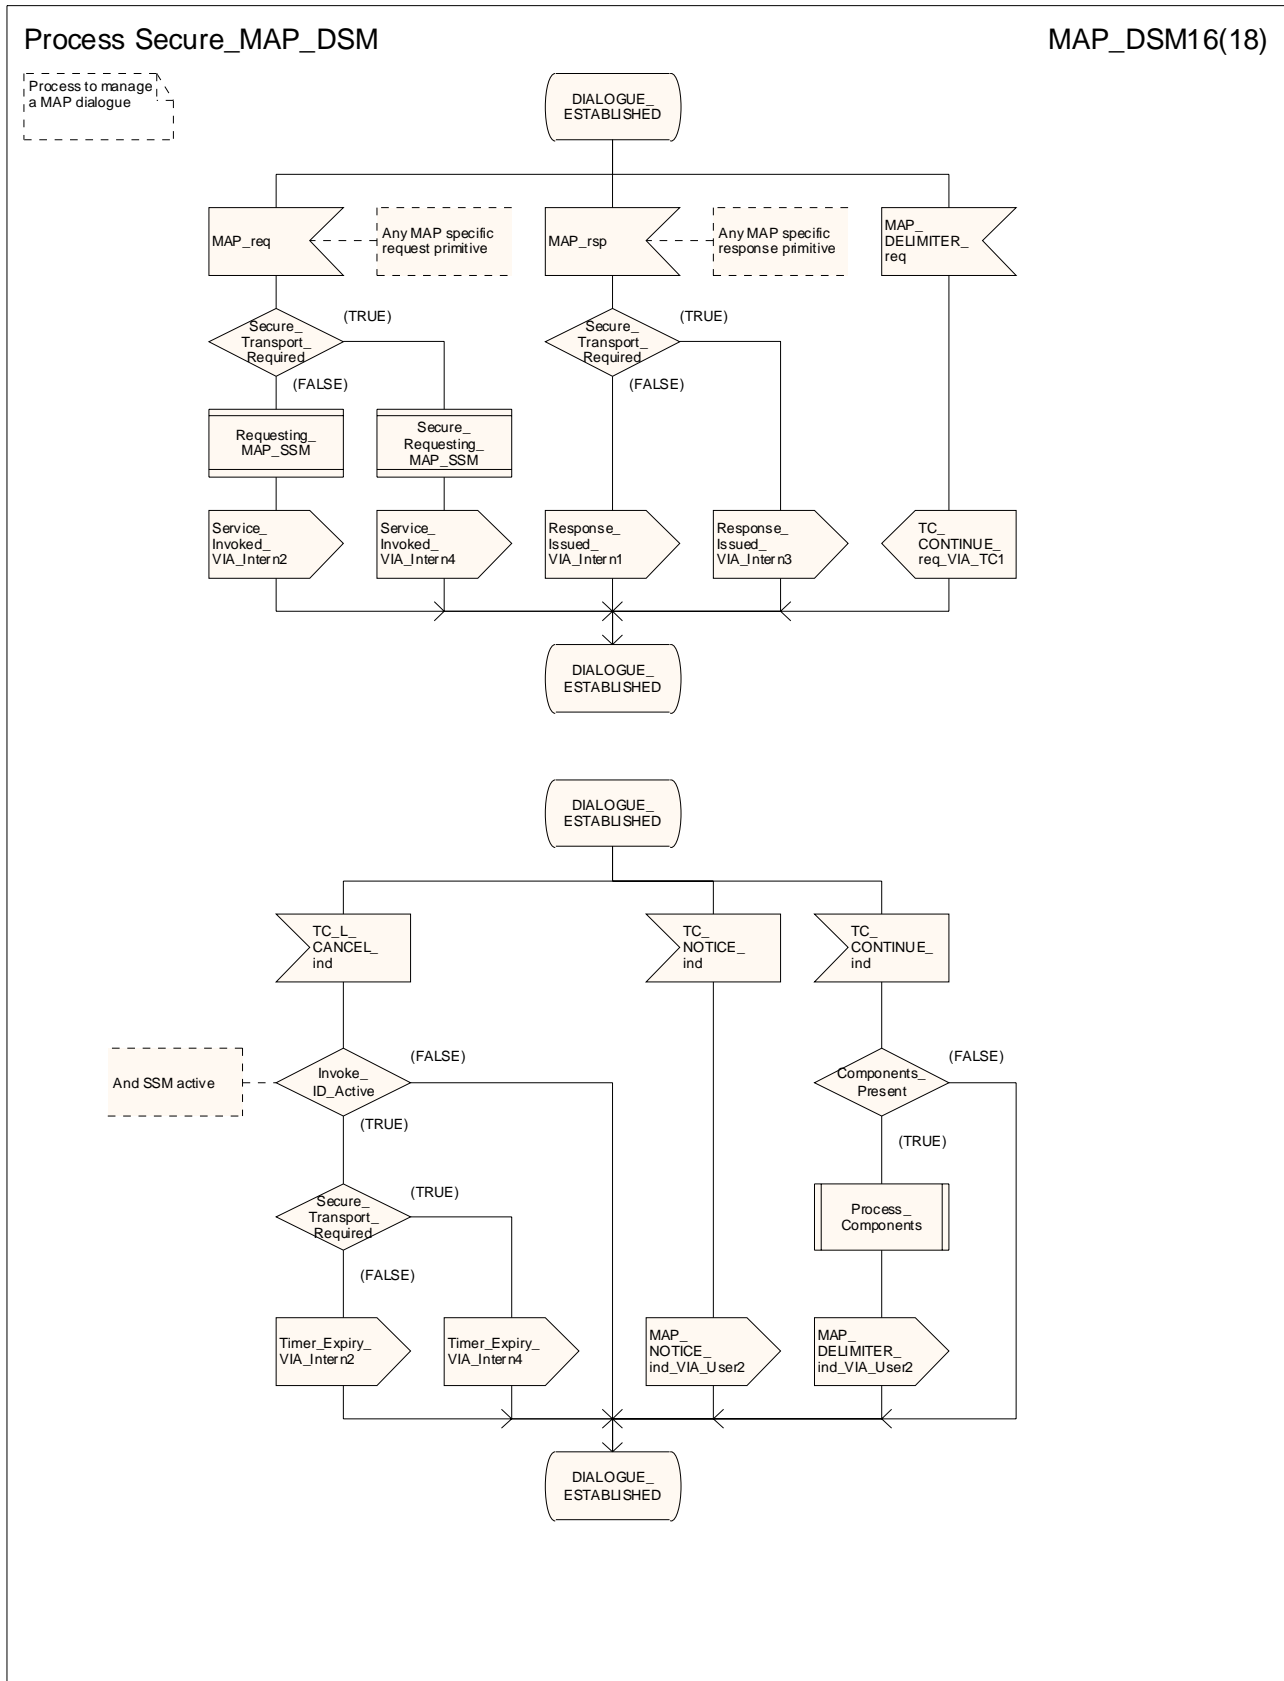 Process Secure_MAP_DSM
MAP_DSM16(18)
Process to manage
a MAP dialogue
DIALOGUE_
ESTABLISHED
MAP_req
Any MAP specific
request primitive
MAP_rsp
Any MAP specific
response primitive
MAP_
DELIMITER_
req
Secure_
Transport_
Required
(TRUE)
(FALSE)
Secure_
Transport_
Required
(TRUE)
(FALSE)
Requesting_
MAP_SSM
Secure_
Requesting_
MAP_SSM
Service_
Invoked_
VIA_Intern2
Service_
Invoked_
VIA_Intern4
Response_
Issued_
VIA_Intern1
Response_
Issued_
VIA_Intern3
TC_
CONTINUE_
req_VIA_TC1
DIALOGUE_
ESTABLISHED
DIALOGUE_
ESTABLISHED
TC_L_
CANCEL_
ind
TC_
NOTICE_
ind
TC_
CONTINUE_
ind
And SSM active
Invoke_
ID_Active
(FALSE)
(TRUE)
Components_
Present
(FALSE)
(TRUE)
Secure_
Transport_
Required
(TRUE)
(FALSE)
Process_
Components
Timer_Expiry_
VIA_Intern2
Timer_Expiry_
VIA_Intern4
MAP_
NOTICE_
ind_VIA_User2
MAP_
DELIMITER_
ind_VIA_User2
DIALOGUE_
ESTABLISHED